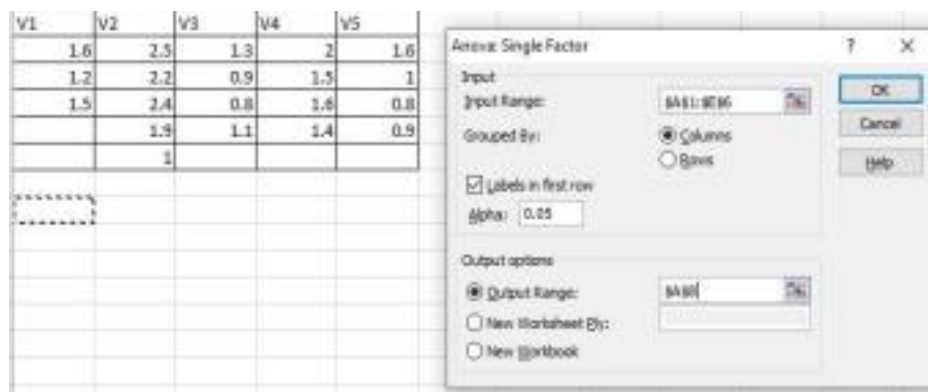 V1 V2 V3 V4 V5
1.6 2.5 1.3 2 1.6
1.2 2.2 0.9 1.5 1
1.5 2.4 0.8 1.6 0.8
1.9 1.1 1.4 0.9
1
Anova: Single Factor ? X
Input
Input Range: $A$1:$E$6
Grouped By: Columns
Rows
Labels in first row
Alpha: 0.05
Output options
Output Range: $A$8
New Worksheet Ply:
New Workbook
OK
Cancel
Help